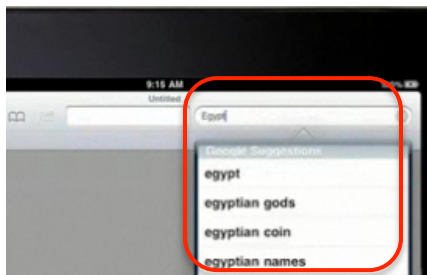 9:15 AM
Untitled
Egypt
Google Suggestions
egypt
egyptian gods
egyptian coin
egyptian names